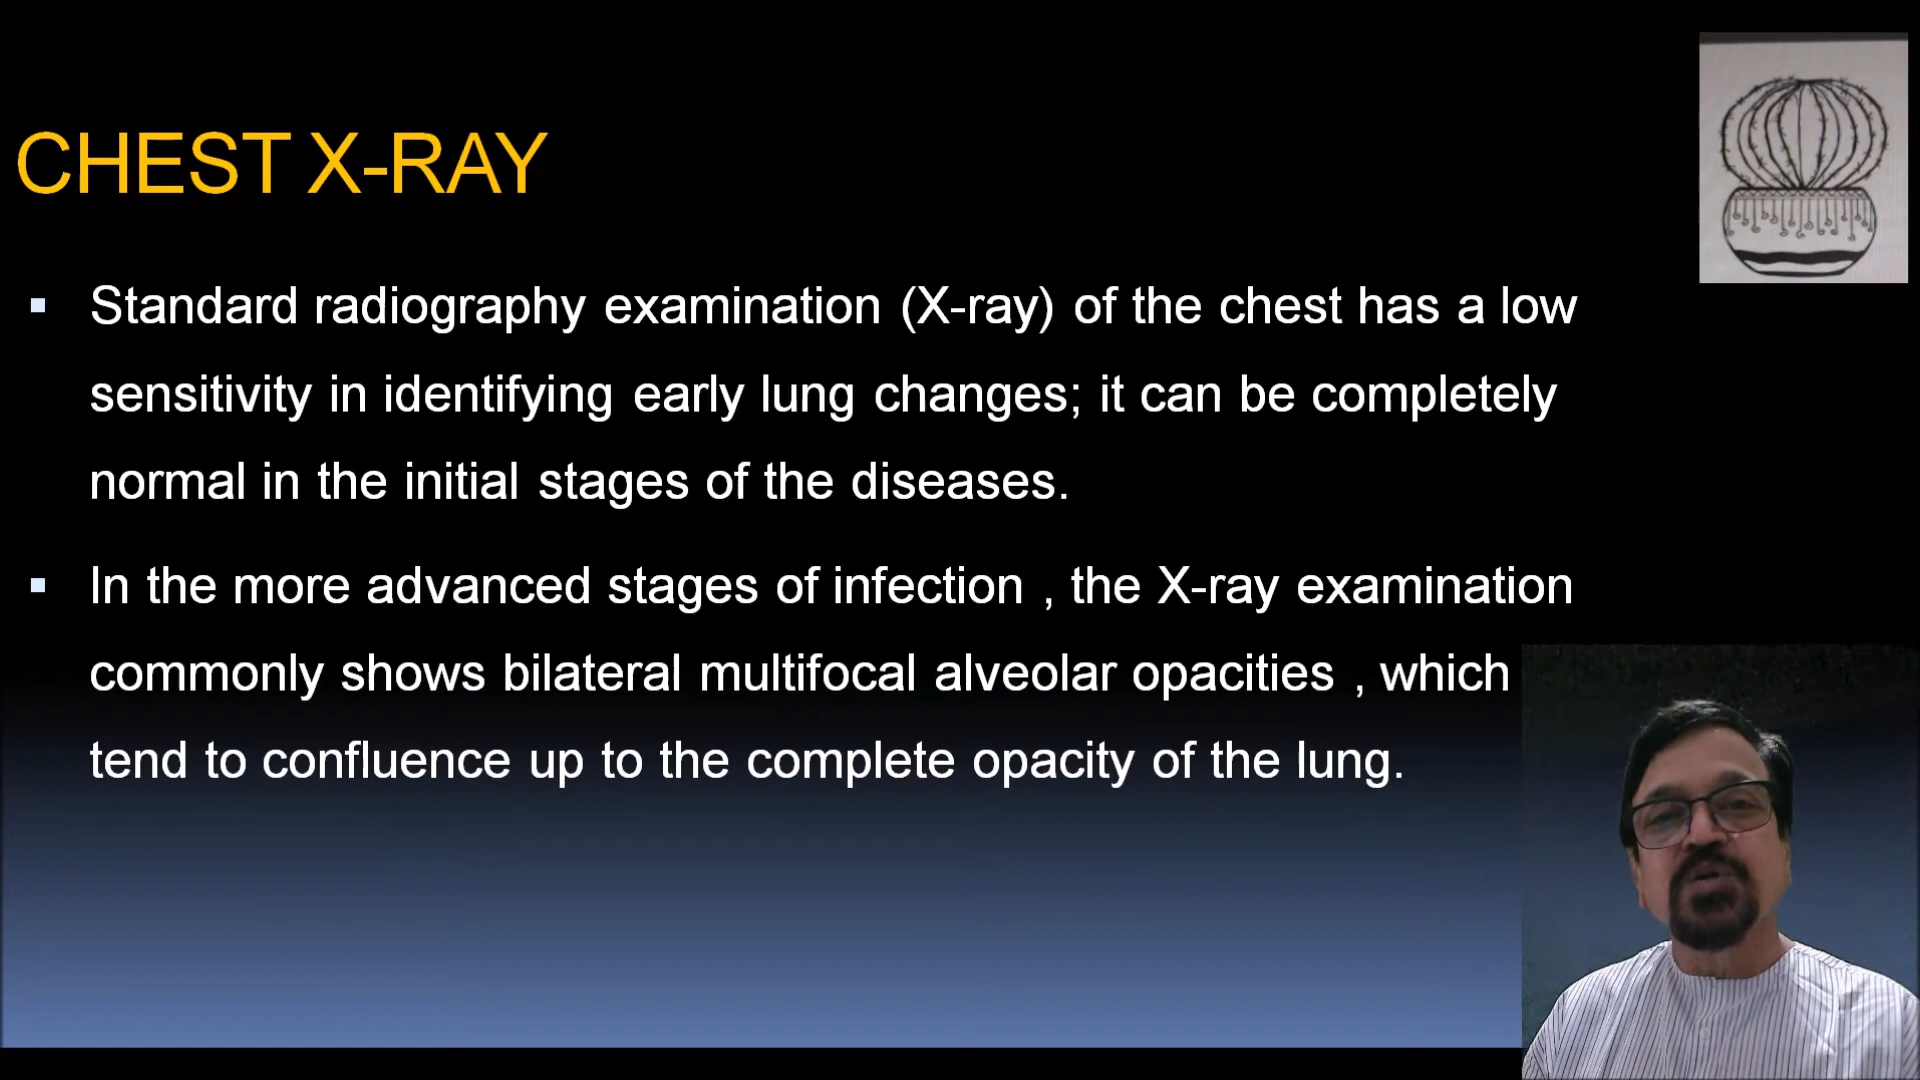 CHEST X-RAY
▪ Standard radiography examination (X-ray) of the chest has a low
sensitivity in identifying early lung changes; it can be completely
normal in the initial stages of the diseases.
▪ In the more advanced stages of infection , the X-ray examination
commonly shows bilateral multifocal alveolar opacities , which
tend to confluence up to the complete opacity of the lung.